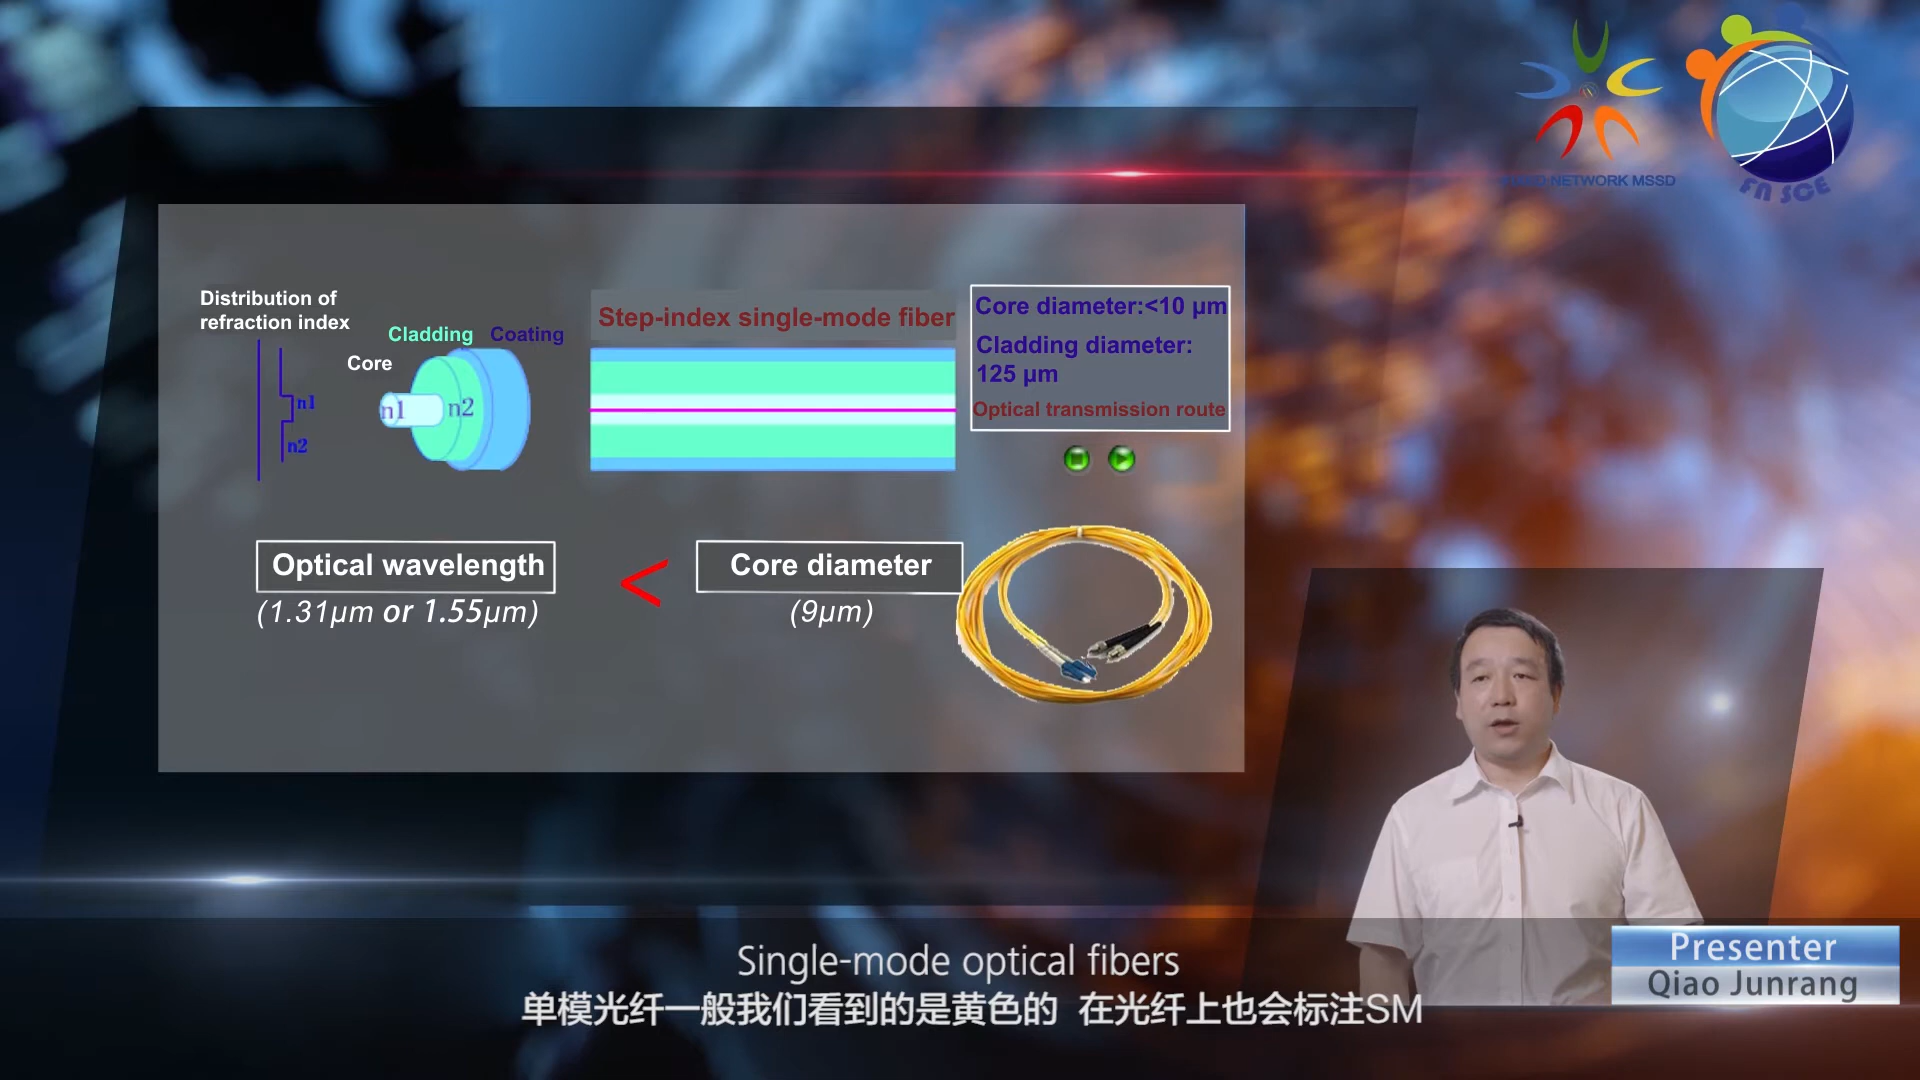 NETWORK MSSD
FN SCE
Distribution of
refraction index
Cladding
Coating
Core
n1
n2
n1
n2
Step-index single-mode fiber
Core diameter:<10 µm
Cladding diameter:
125 µm
Optical transmission route
Optical wavelength
<
Core diameter
(1.31µm or 1.55µm)
(9µm)
Presenter
Qiao Junrang
Single-mode optical fibers
单模光纤一般我们看到的是黄色的 在光纤上也会标注SM